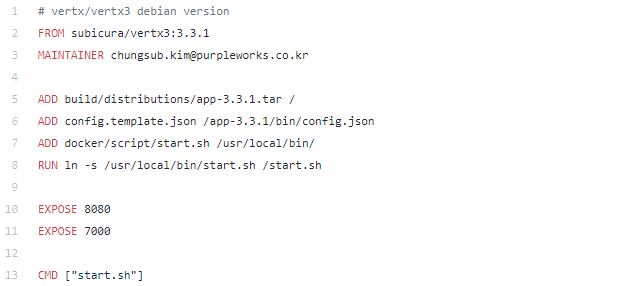 1 # vertx/vertx3 debian version
2 FROM subicura/vertx3:3.3.1
3 MAINTAINER chungsub.kim@purpleworks.co.kr
4
5 ADD build/distributions/app-3.3.1.tar /
6 ADD config.template.json /app-3.3.1/bin/config.json
7 ADD docker/script/start.sh /usr/local/bin/
8 RUN ln -s /usr/local/bin/start.sh /start.sh
9
10 EXPOSE 8080
11 EXPOSE 7000
12
13 CMD ["start.sh"]